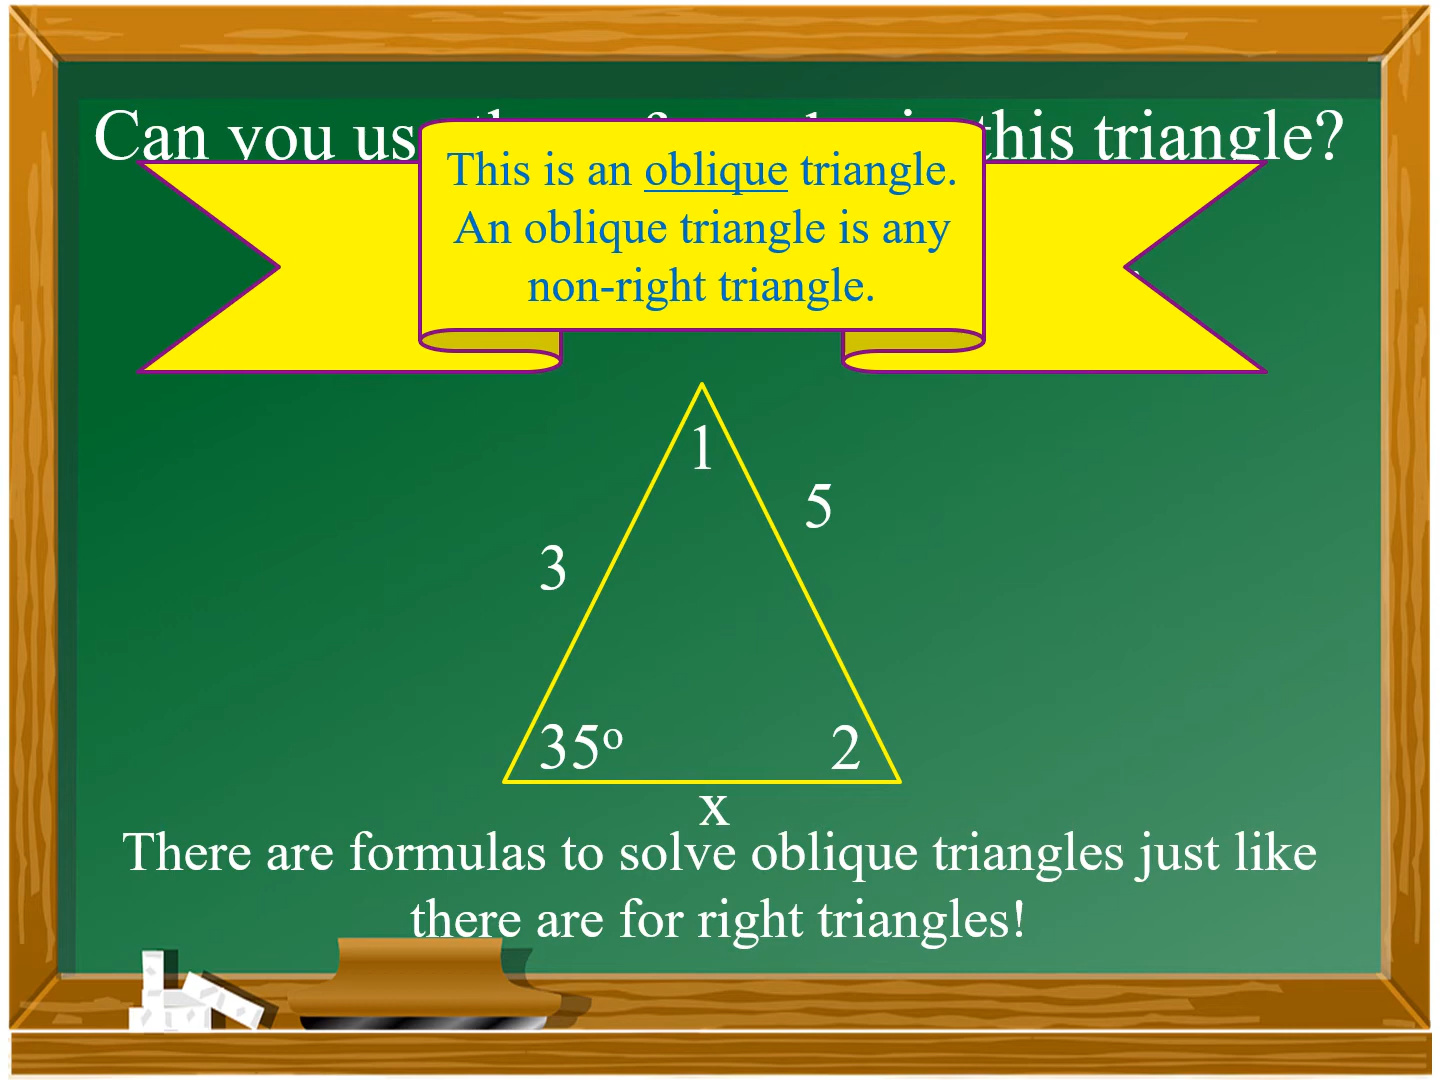 Can you this triangle?
This is an oblique triangle.
An oblique triangle is any
non-right triangle.
1
5
3
35º
2
x
There are formulas to solve oblique triangles just like
there are for right triangles!